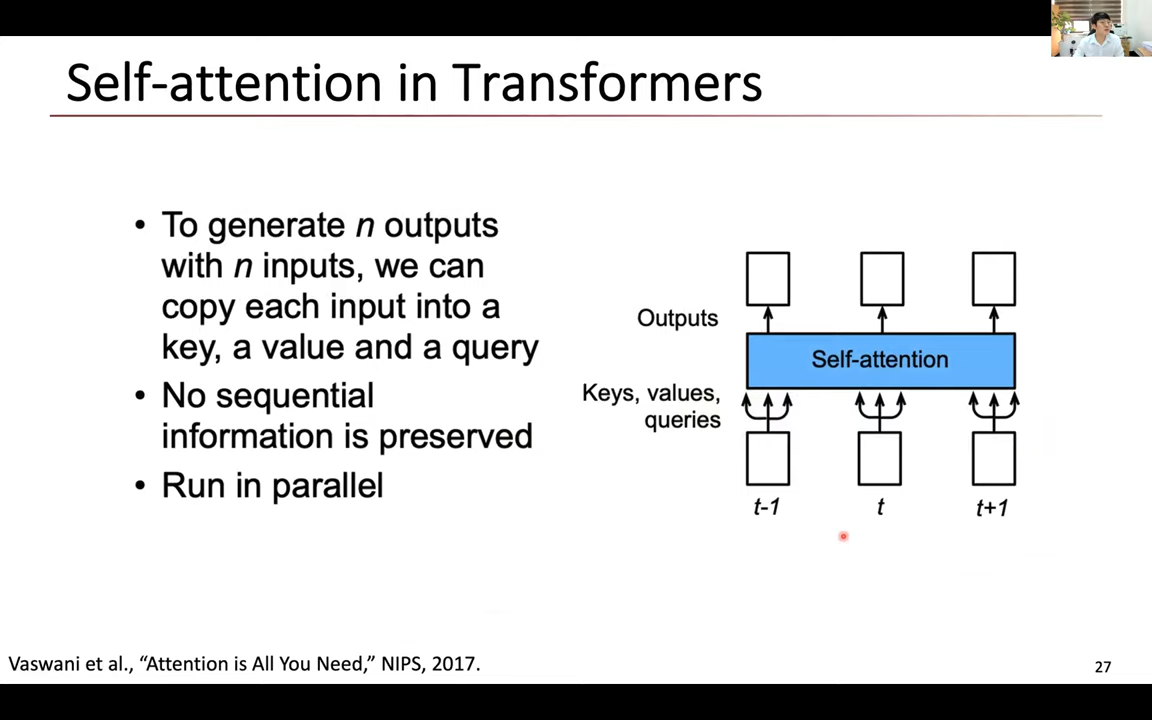 Self-attention in Transformers
• To generate n outputs
with n inputs, we can
copy each input into a
key, a value and a query
• No sequential
information is preserved
• Run in parallel
Outputs
Self-attention
Keys, values,
queries
t-1
t
t+1
Vaswani et al., “Attention is All You Need,” NIPS, 2017.
27